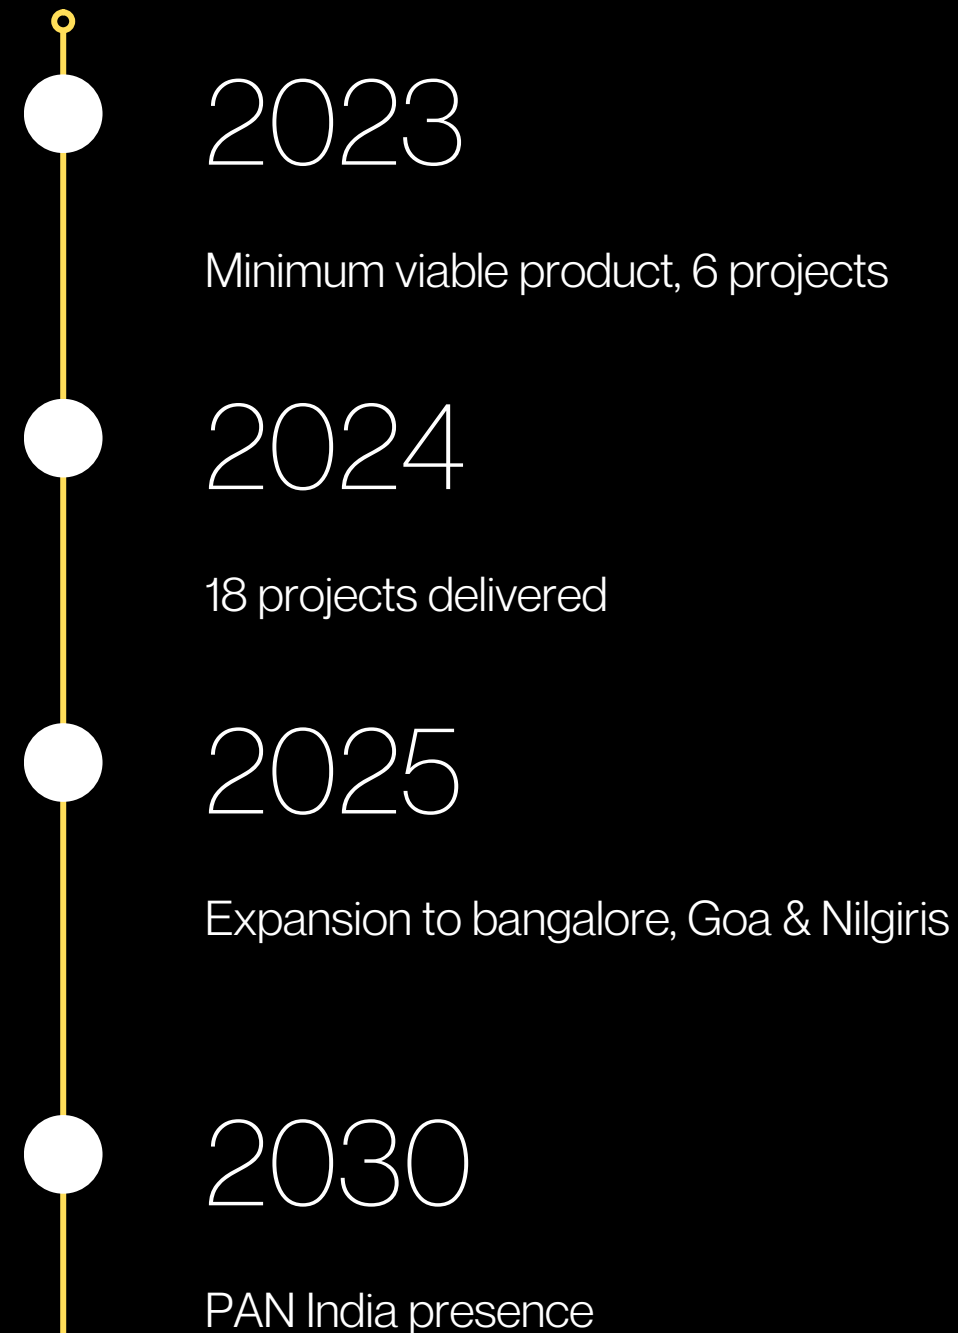 2023
Minimum viable product, 6 projects
2024
18 projects delivered
2025
Expansion to bangalore, Goa & Nilgiris
2030
PAN India presence